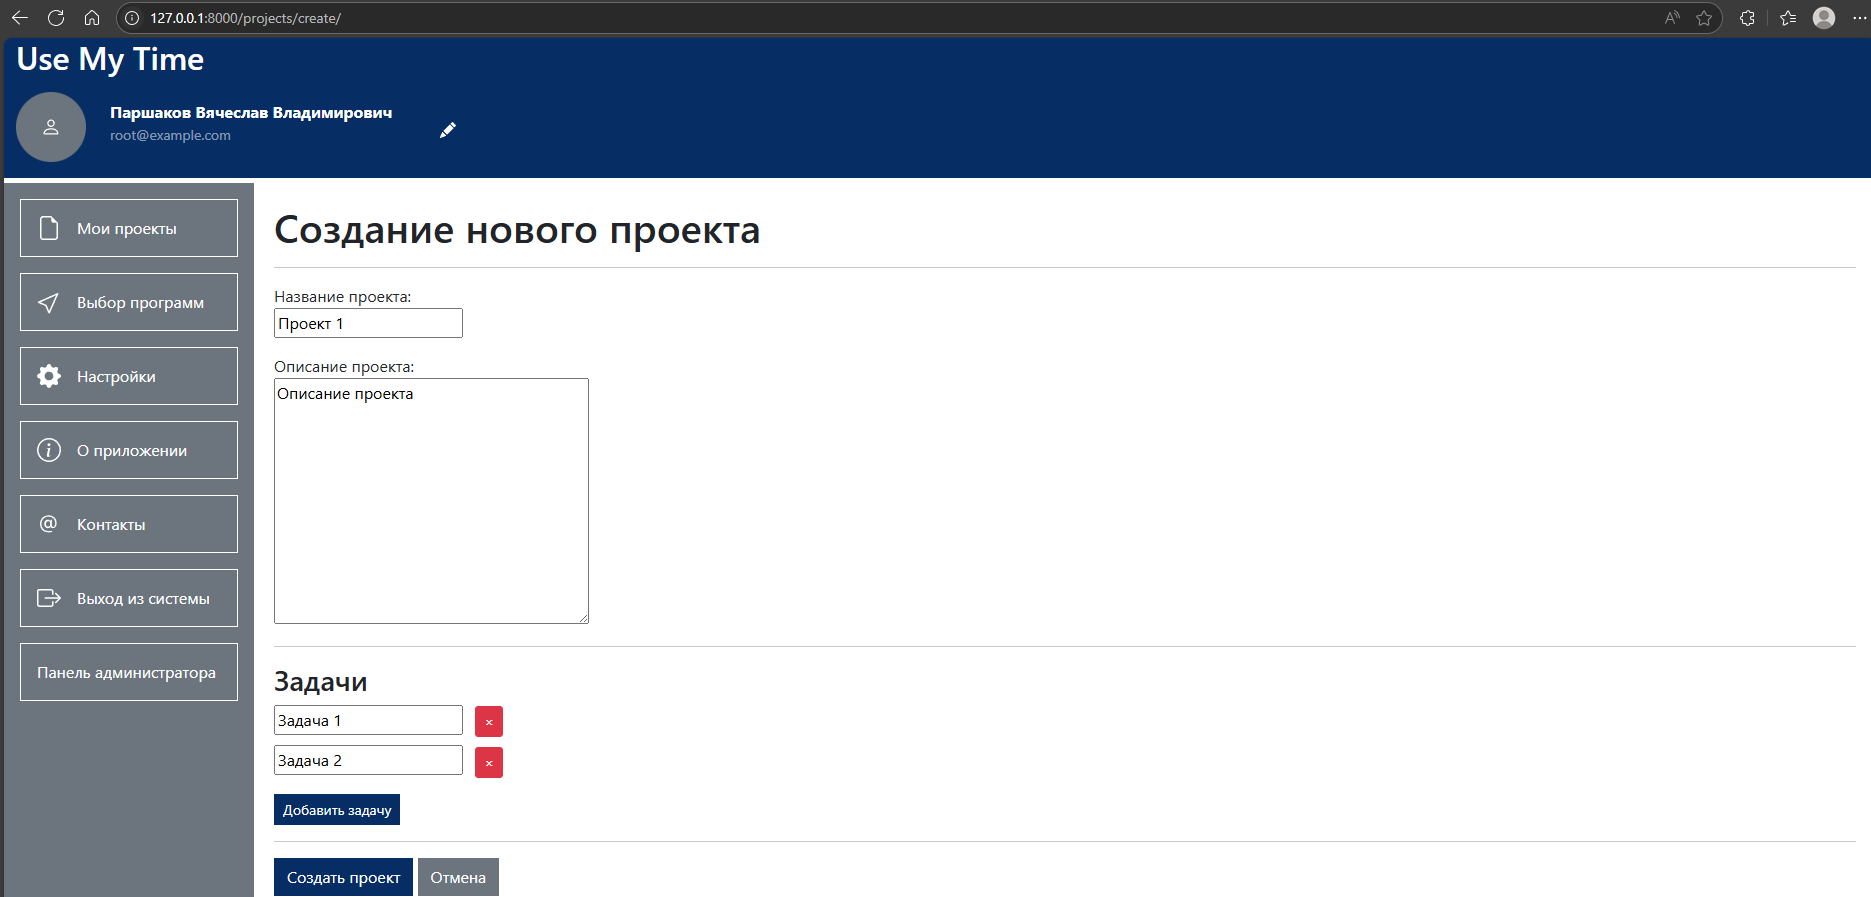 127.0.0.1:8000/projects/create/
Use My Time
Паршаков Вячеслав Владимирович
root@example.com
Мои проекты
Выбор программ
Настройки
О приложении
Контакты
Выход из системы
Панель администратора
Создание нового проекта
Название проекта:
Проект 1
Описание проекта:
Описание проекта
Задачи
Задача 1
×
Задача 2
×
Добавить задачу
Создать проект
Отмена